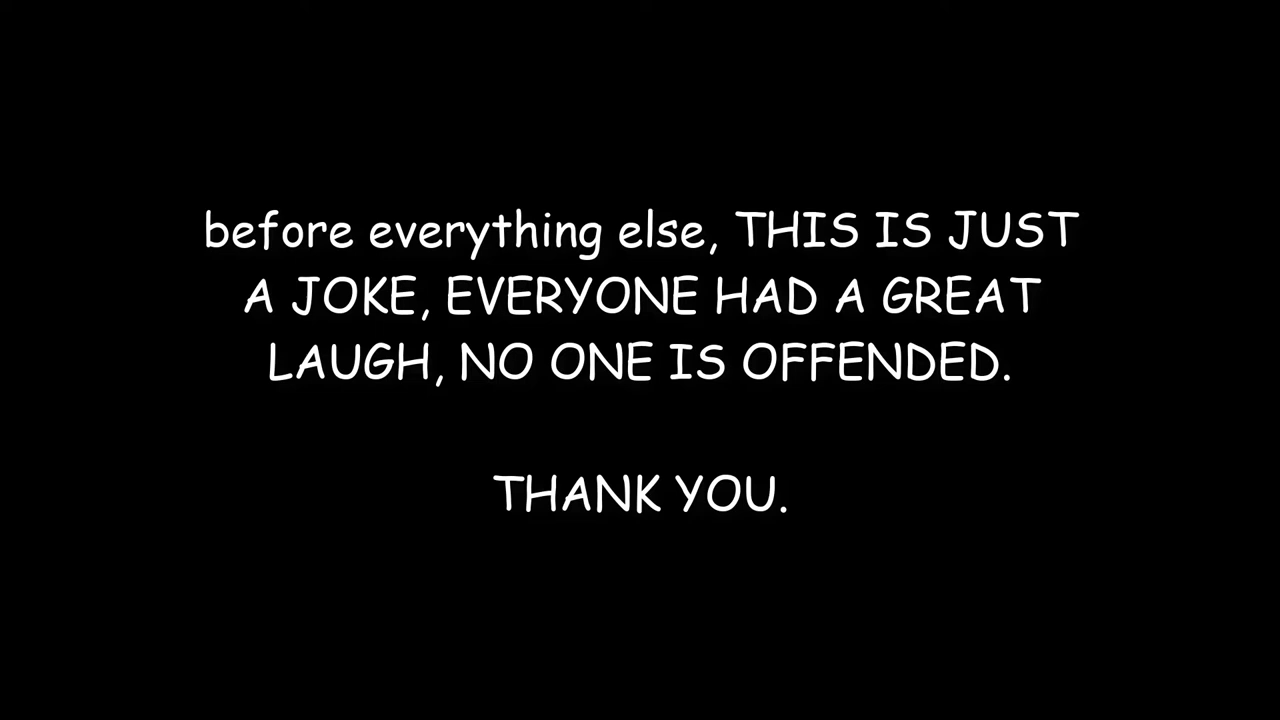 before everything else, THIS IS JUST
A JOKE, EVERYONE HAD A GREAT
LAUGH, NO ONE IS OFFENDED.
THANK YOU.